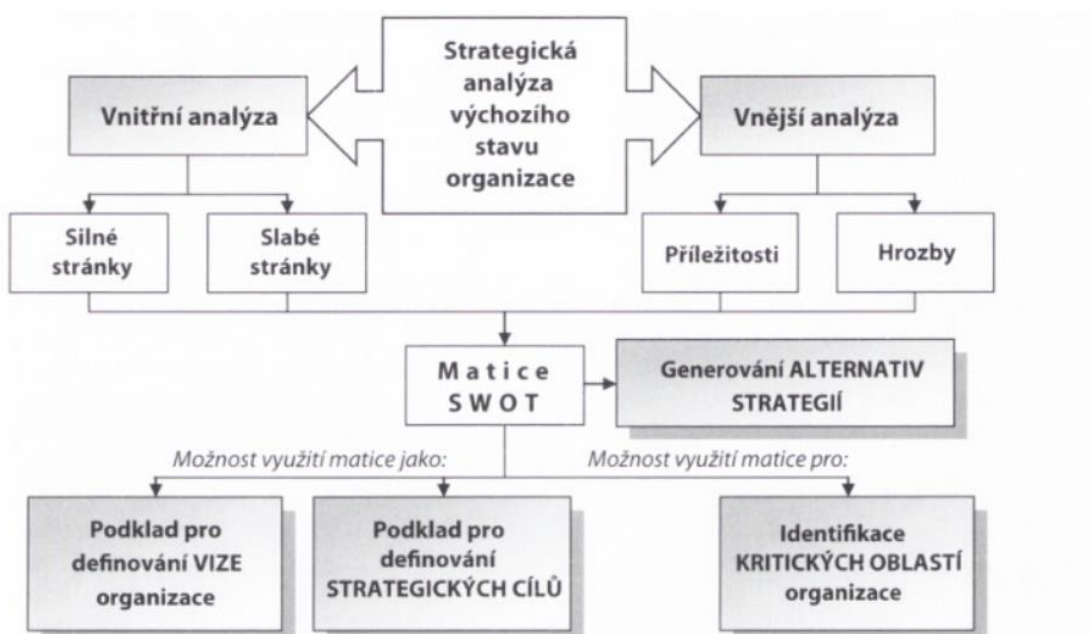 Strategická
analýza
výchozího
stavu
organizace
Vnitřní analýza
Vnější analýza
Silné
stránky
Slabé
stránky
Příležitosti
Hrozby
Matice
SWOT
Generování ALTERNATIV
STRATEGIÍ
Možnost využití matice jako:
Možnost využití matice pro:
Podklad pro
definování VIZE
organizace
Podklad pro
definování
STRATEGICKÝCH CÍLŮ
Identifikace
KRITICKÝCH OBLASTÍ
organizace